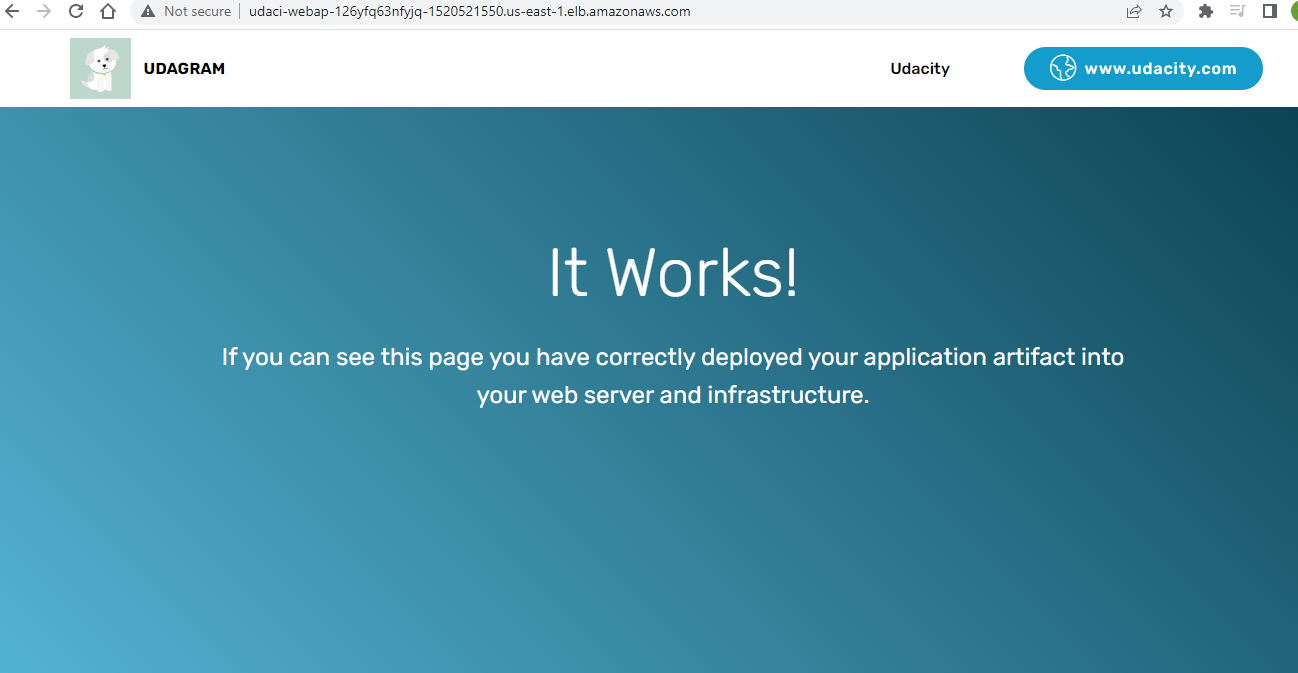 Not secure | udaci-webap-126yfq63nfyjq-1520521550.us-east-1.elb.amazonaws.com
UDAGRAM
Udacity
www.udacity.com
It Works!
If you can see this page you have correctly deployed your application artifact into
your web server and infrastructure.